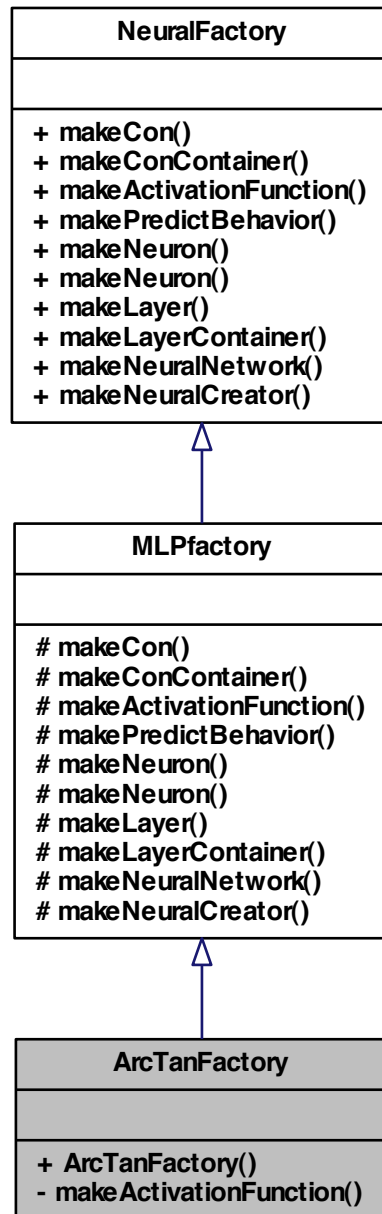 NeuralFactory
+ makeCon()
+ makeConContainer()
+ makeActivationFunction()
+ makePredictBehavior()
+ makeNeuron()
+ makeNeuron()
+ makeLayer()
+ makeLayerContainer()
+ makeNeuralNetwork()
+ makeNeuralCreator()
MLPfactory
# makeCon()
# makeConContainer()
# makeActivationFunction()
# makePredictBehavior()
# makeNeuron()
# makeNeuron()
# makeLayer()
# makeLayerContainer()
# makeNeuralNetwork()
# makeNeuralCreator()
ArcTanFactory
+ ArcTanFactory()
- makeActivationFunction()